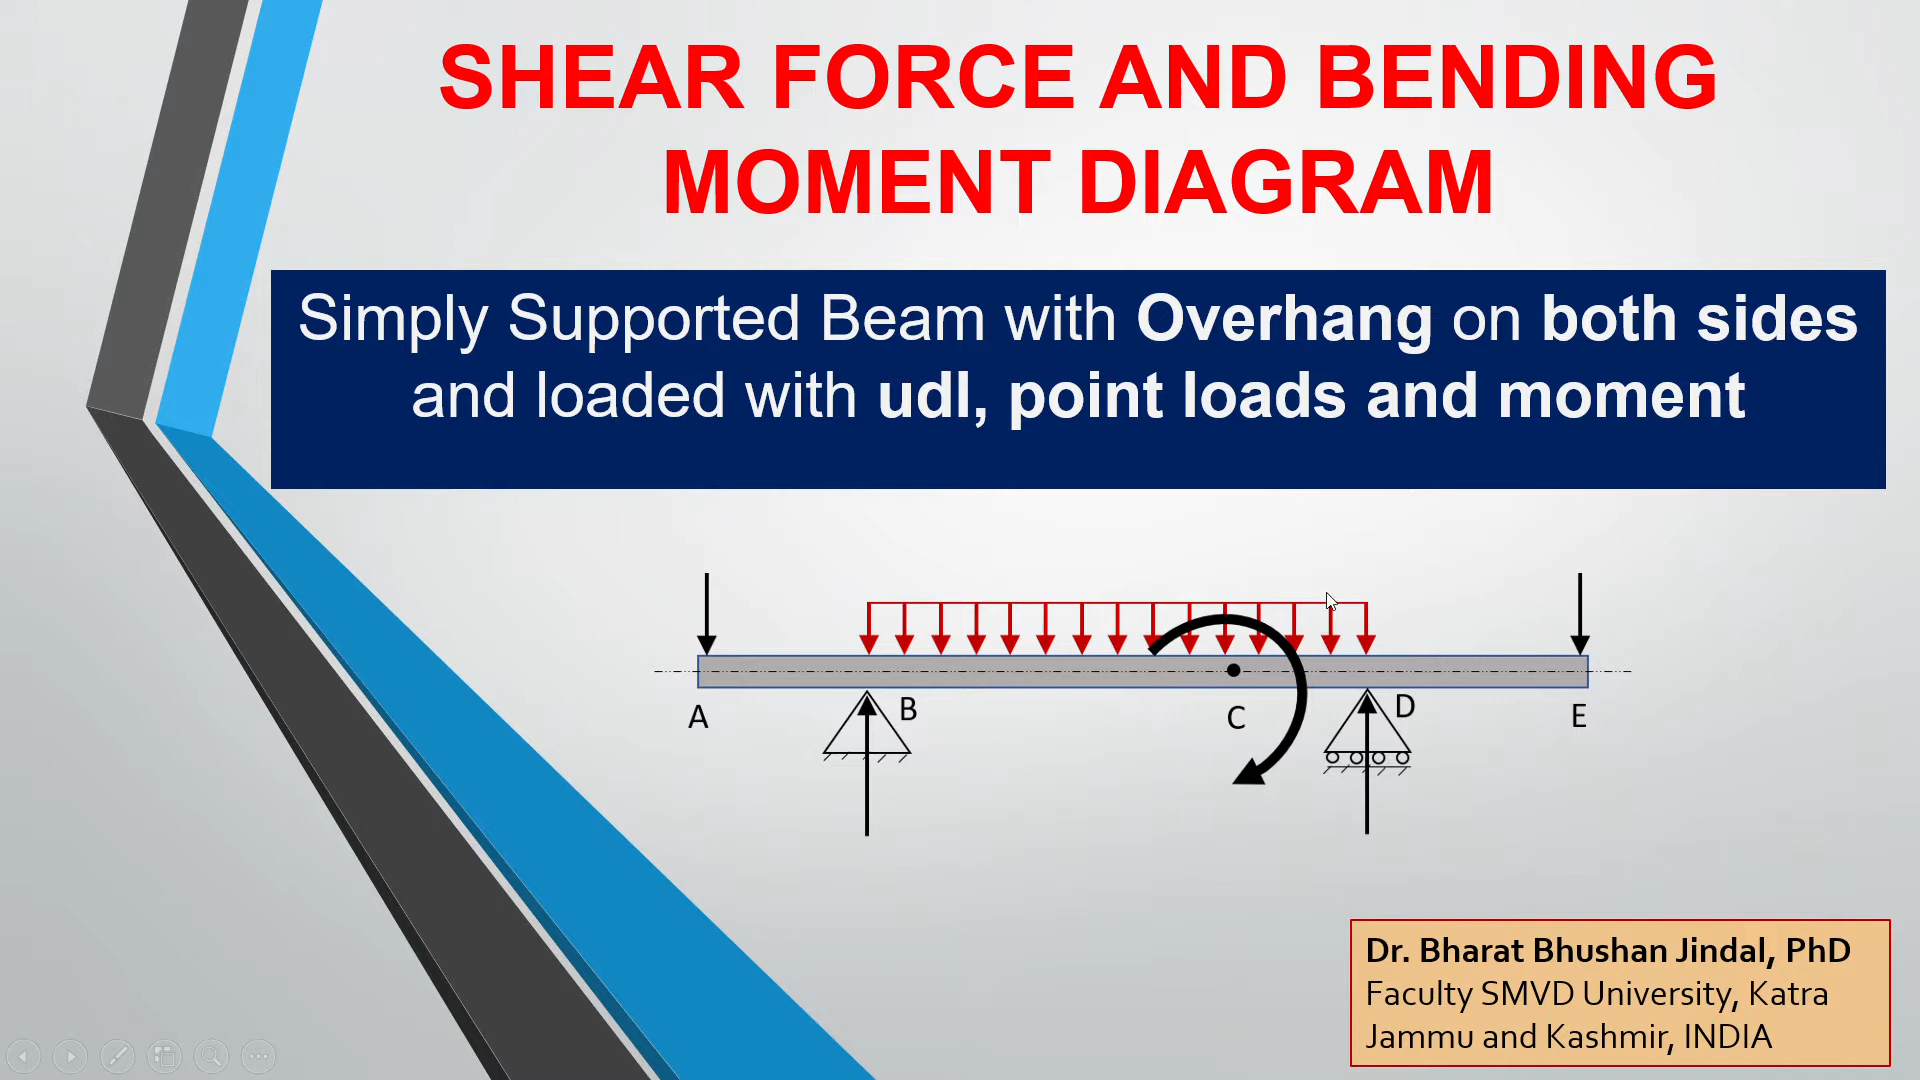 SHEAR FORCE AND BENDING
MOMENT DIAGRAM
Simply Supported Beam with Overhang on both sides
and loaded with udl, point loads and moment
A
B
C
D
E
Dr. Bharat Bhushan Jindal, PhD
Faculty SMVD University, Katra
Jammu and Kashmir, INDIA